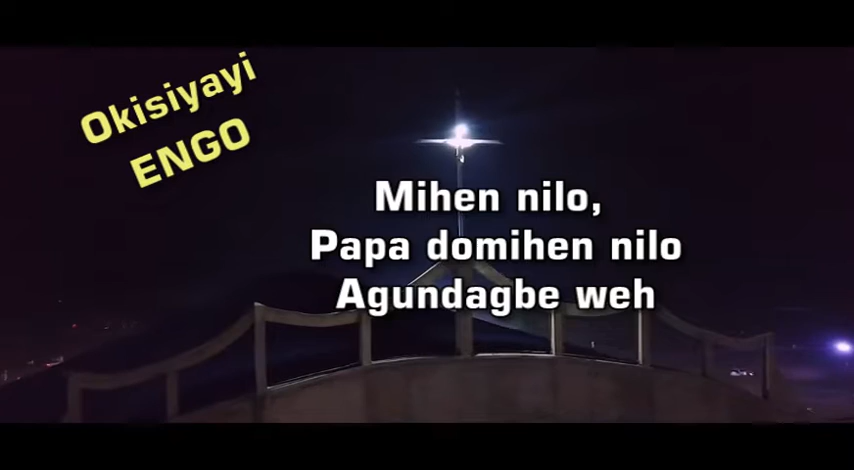 Okisiyayi
ENGO
Mihen nilo,
Papa domihen nilo
Agundagbe weh